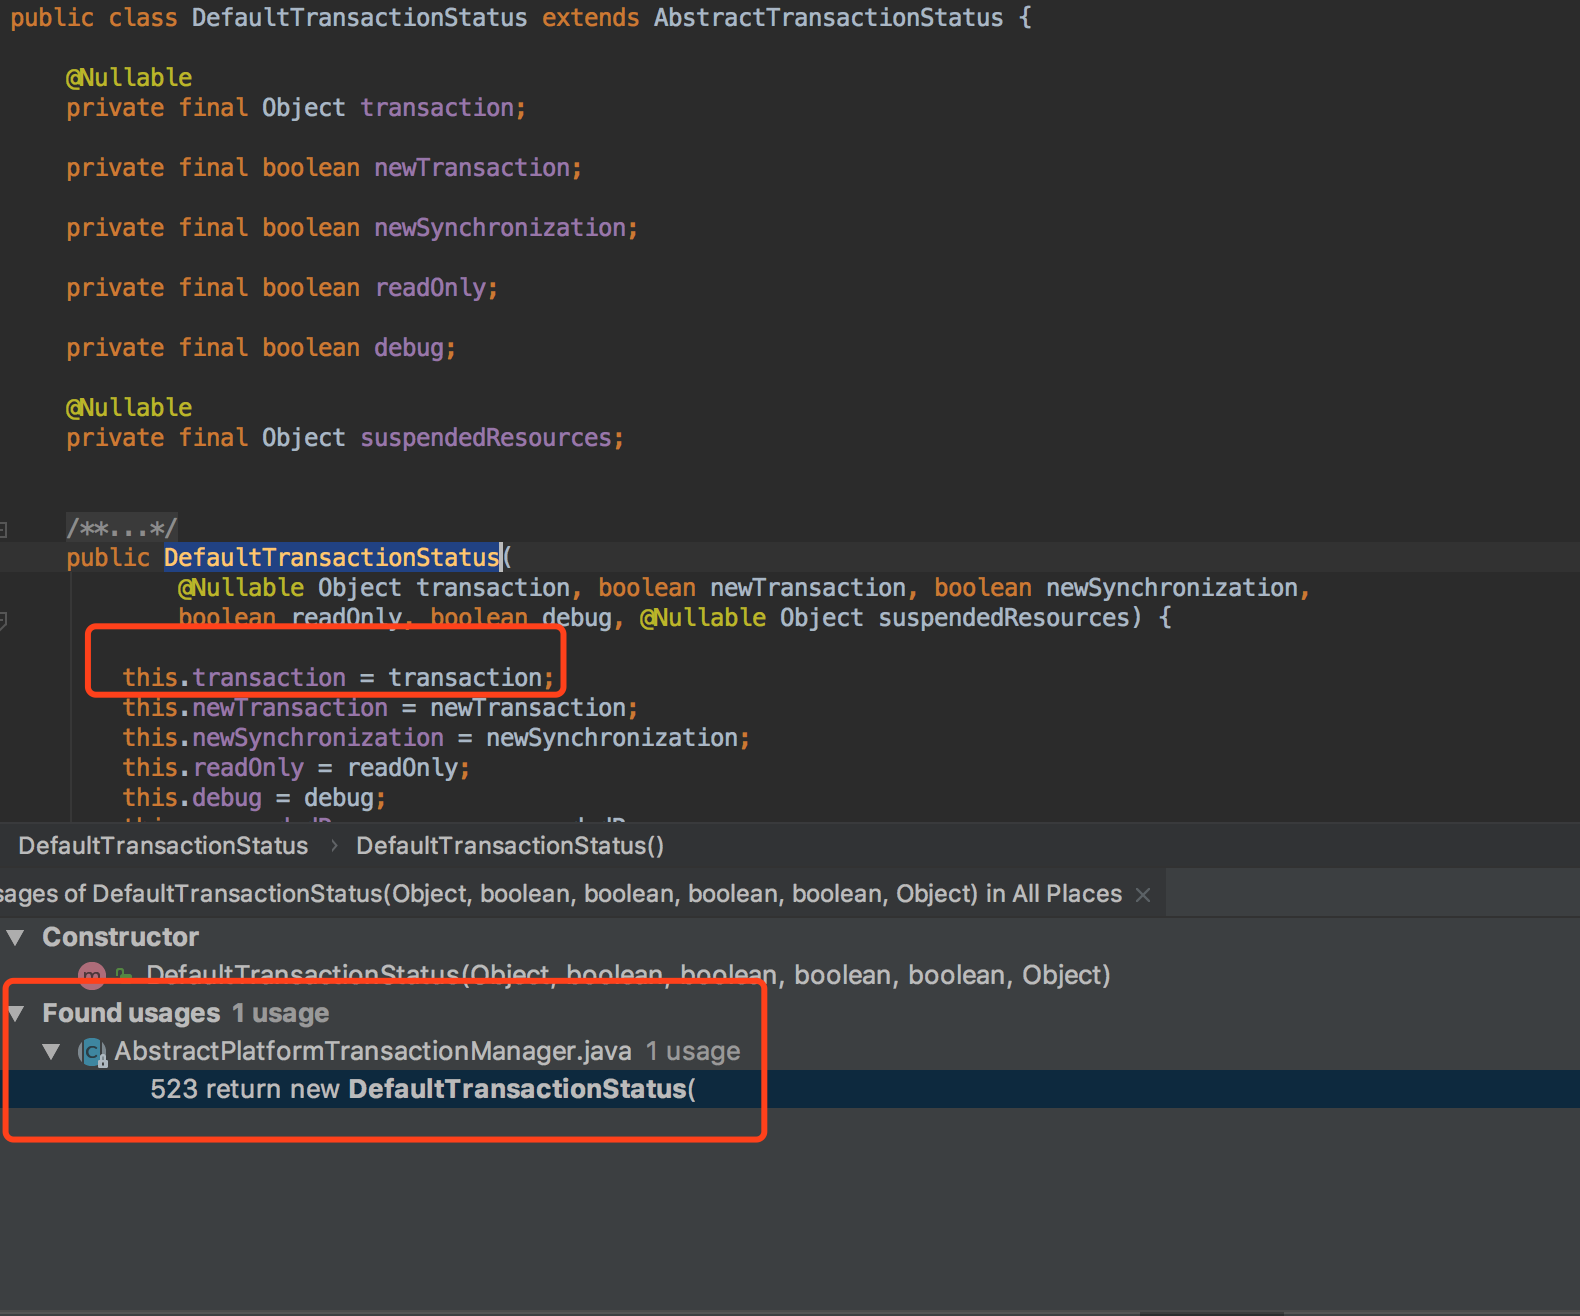 public class DefaultTransactionStatus extends AbstractTransactionStatus {
@Nullable
private final Object transaction;
private final boolean newTransaction;
private final boolean newSynchronization;
private final boolean readOnly;
private final boolean debug;
@Nullable
private final Object suspendedResources;
/**...*/
public DefaultTransactionStatus(
@Nullable Object transaction, boolean newTransaction, boolean newSynchronization,
boolean readOnly, boolean debug, @Nullable Object suspendedResources) {
this.transaction = transaction;
this.newTransaction = newTransaction;
this.newSynchronization = newSynchronization;
this.readOnly = readOnly;
this.debug = debug;
DefaultTransactionStatus › DefaultTransactionStatus()
sages of DefaultTransactionStatus(Object, boolean, boolean, boolean, boolean, Object) in All Places ×
Constructor
m DefaultTransactionStatus(Object, boolean, boolean, boolean, boolean, Object)
Found usages 1 usage
C AbstractPlatformTransactionManager.java 1 usage
523 return new DefaultTransactionStatus(